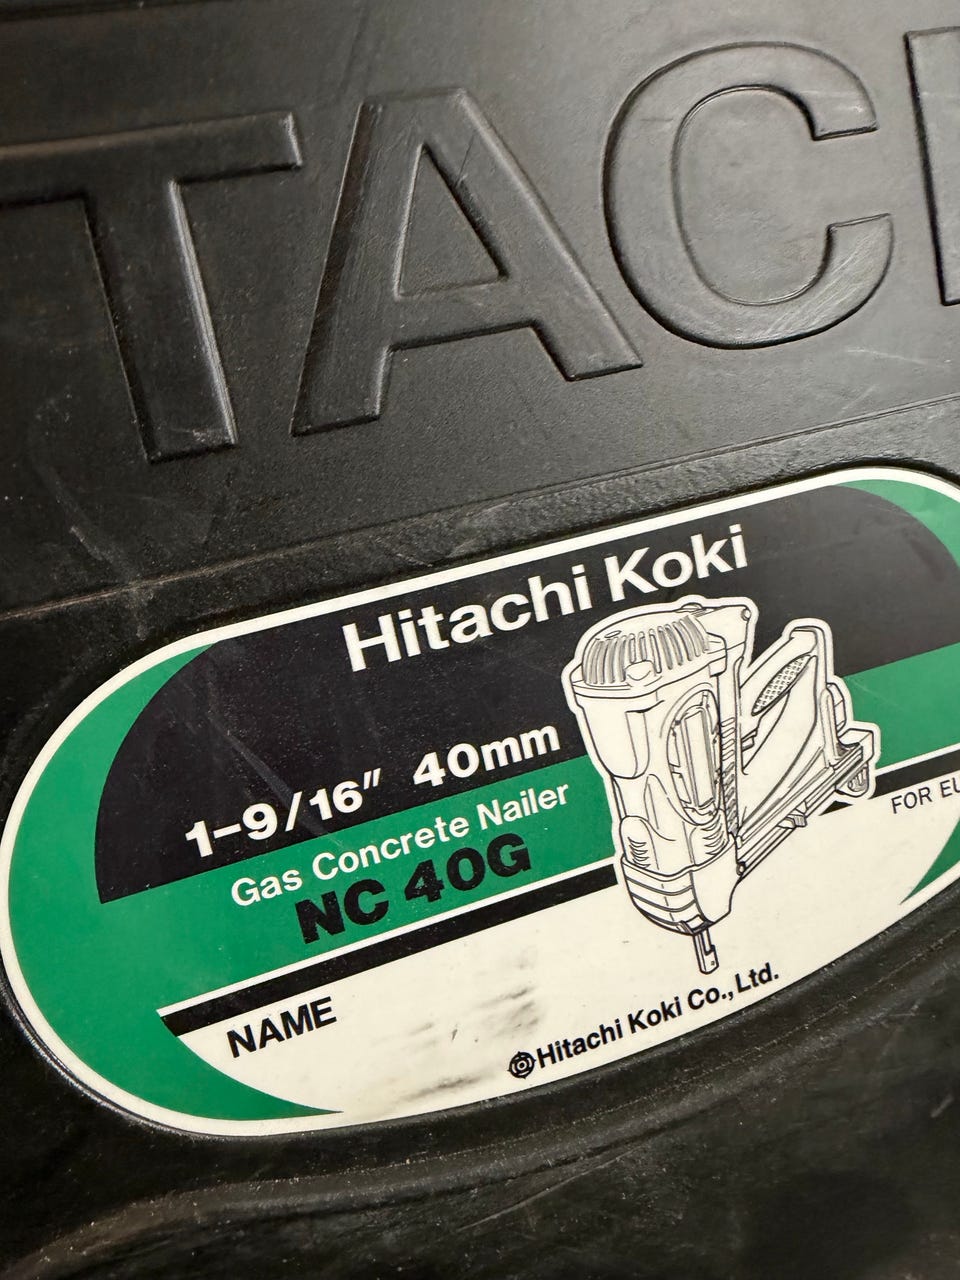 TAC
Hitachi Koki
1-9/16" 40mm
Gas Concrete Nailer
NC 40G
FOR EU
NAME
Hitachi Koki Co., Ltd.